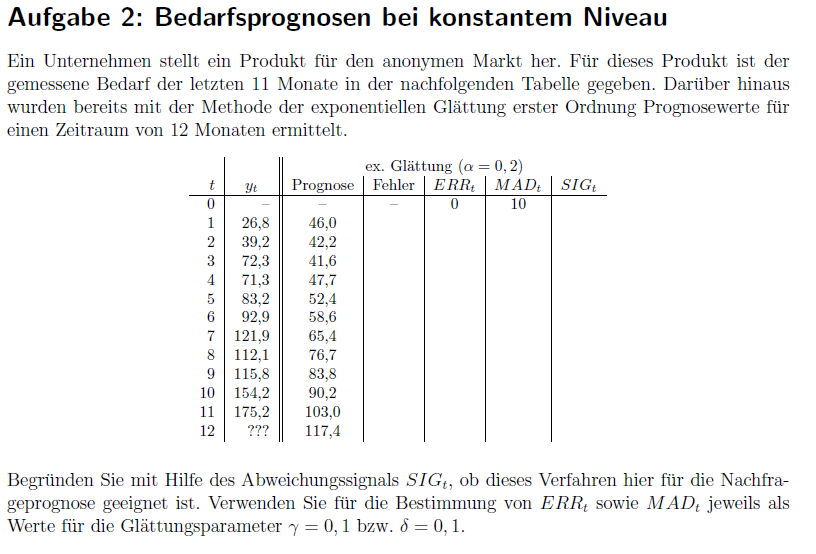 Aufgabe 2: Bedarfsprognosen bei konstantem Niveau
Ein Unternehmen stellt ein Produkt für den anonymen Markt her. Für dieses Produkt ist der
gemessene Bedarf der letzten 11 Monate in der nachfolgenden Tabelle gegeben. Darüber hinaus
wurden bereits mit der Methode der exponentiellen Glättung erster Ordnung Prognosewerte für
einen Zeitraum von 12 Monaten ermittelt.
ex. Glättung (α = 0, 2)
t yₜ Prognose Fehler ERRₜ MADₜ SIGₜ
0 – – – 0 10
1 26,8 46,0
2 39,2 42,2
3 72,3 41,6
4 71,3 47,7
5 83,2 52,4
6 92,9 58,6
7 121,9 65,4
8 112,1 76,7
9 115,8 83,8
10 154,2 90,2
11 175,2 103,0
12 ??? 117,4
Begründen Sie mit Hilfe des Abweichungssignals SIGₜ, ob dieses Verfahren hier für die Nachfra-
geprognose geeignet ist. Verwenden Sie für die Bestimmung von ERRₜ sowie MADₜ jeweils als
Werte für die Glättungsparameter γ = 0, 1 bzw. δ = 0, 1.